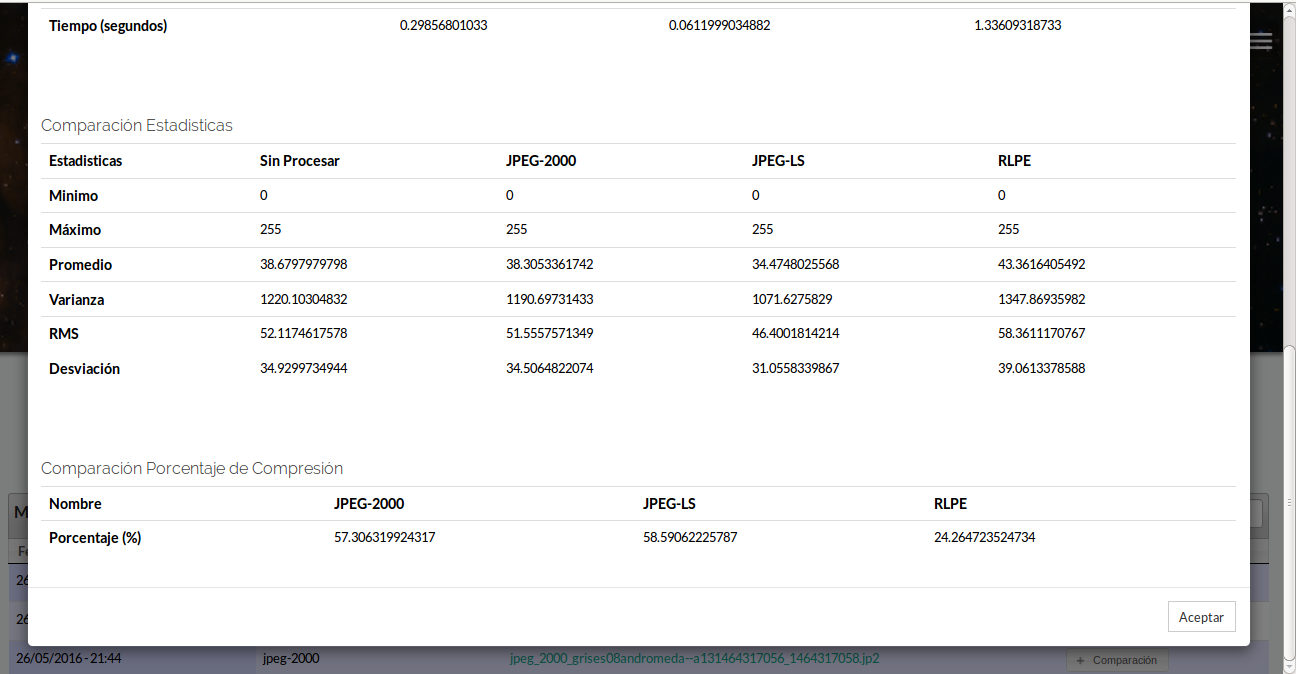 Tiempo (segundos) 0.29856801033 0.0611999034882 1.33609318733
Comparación Estadisticas
Estadisticas Sin Procesar JPEG-2000 JPEG-LS RLPE
Minimo 0 0 0 0
Máximo 255 255 255 255
Promedio 38.6797979798 38.3053361742 34.4748025568 43.3616405492
Varianza 1220.10304832 1190.69731433 1071.6275829 1347.86935982
RMS 52.1174617578 51.5557571349 46.4001814214 58.3611170767
Desviación 34.9299734944 34.5064822074 31.0558339867 39.0613378588
Comparación Porcentaje de Compresión
Nombre JPEG-2000 JPEG-LS RLPE
Porcentaje (%) 57.306319924317 58.59062225787 24.264723524734
Aceptar
26/05/2016 - 21:44 jpeg-2000 jpeg_2000_grises08andromeda--a131464317056_1464317058.jp2 + Comparación